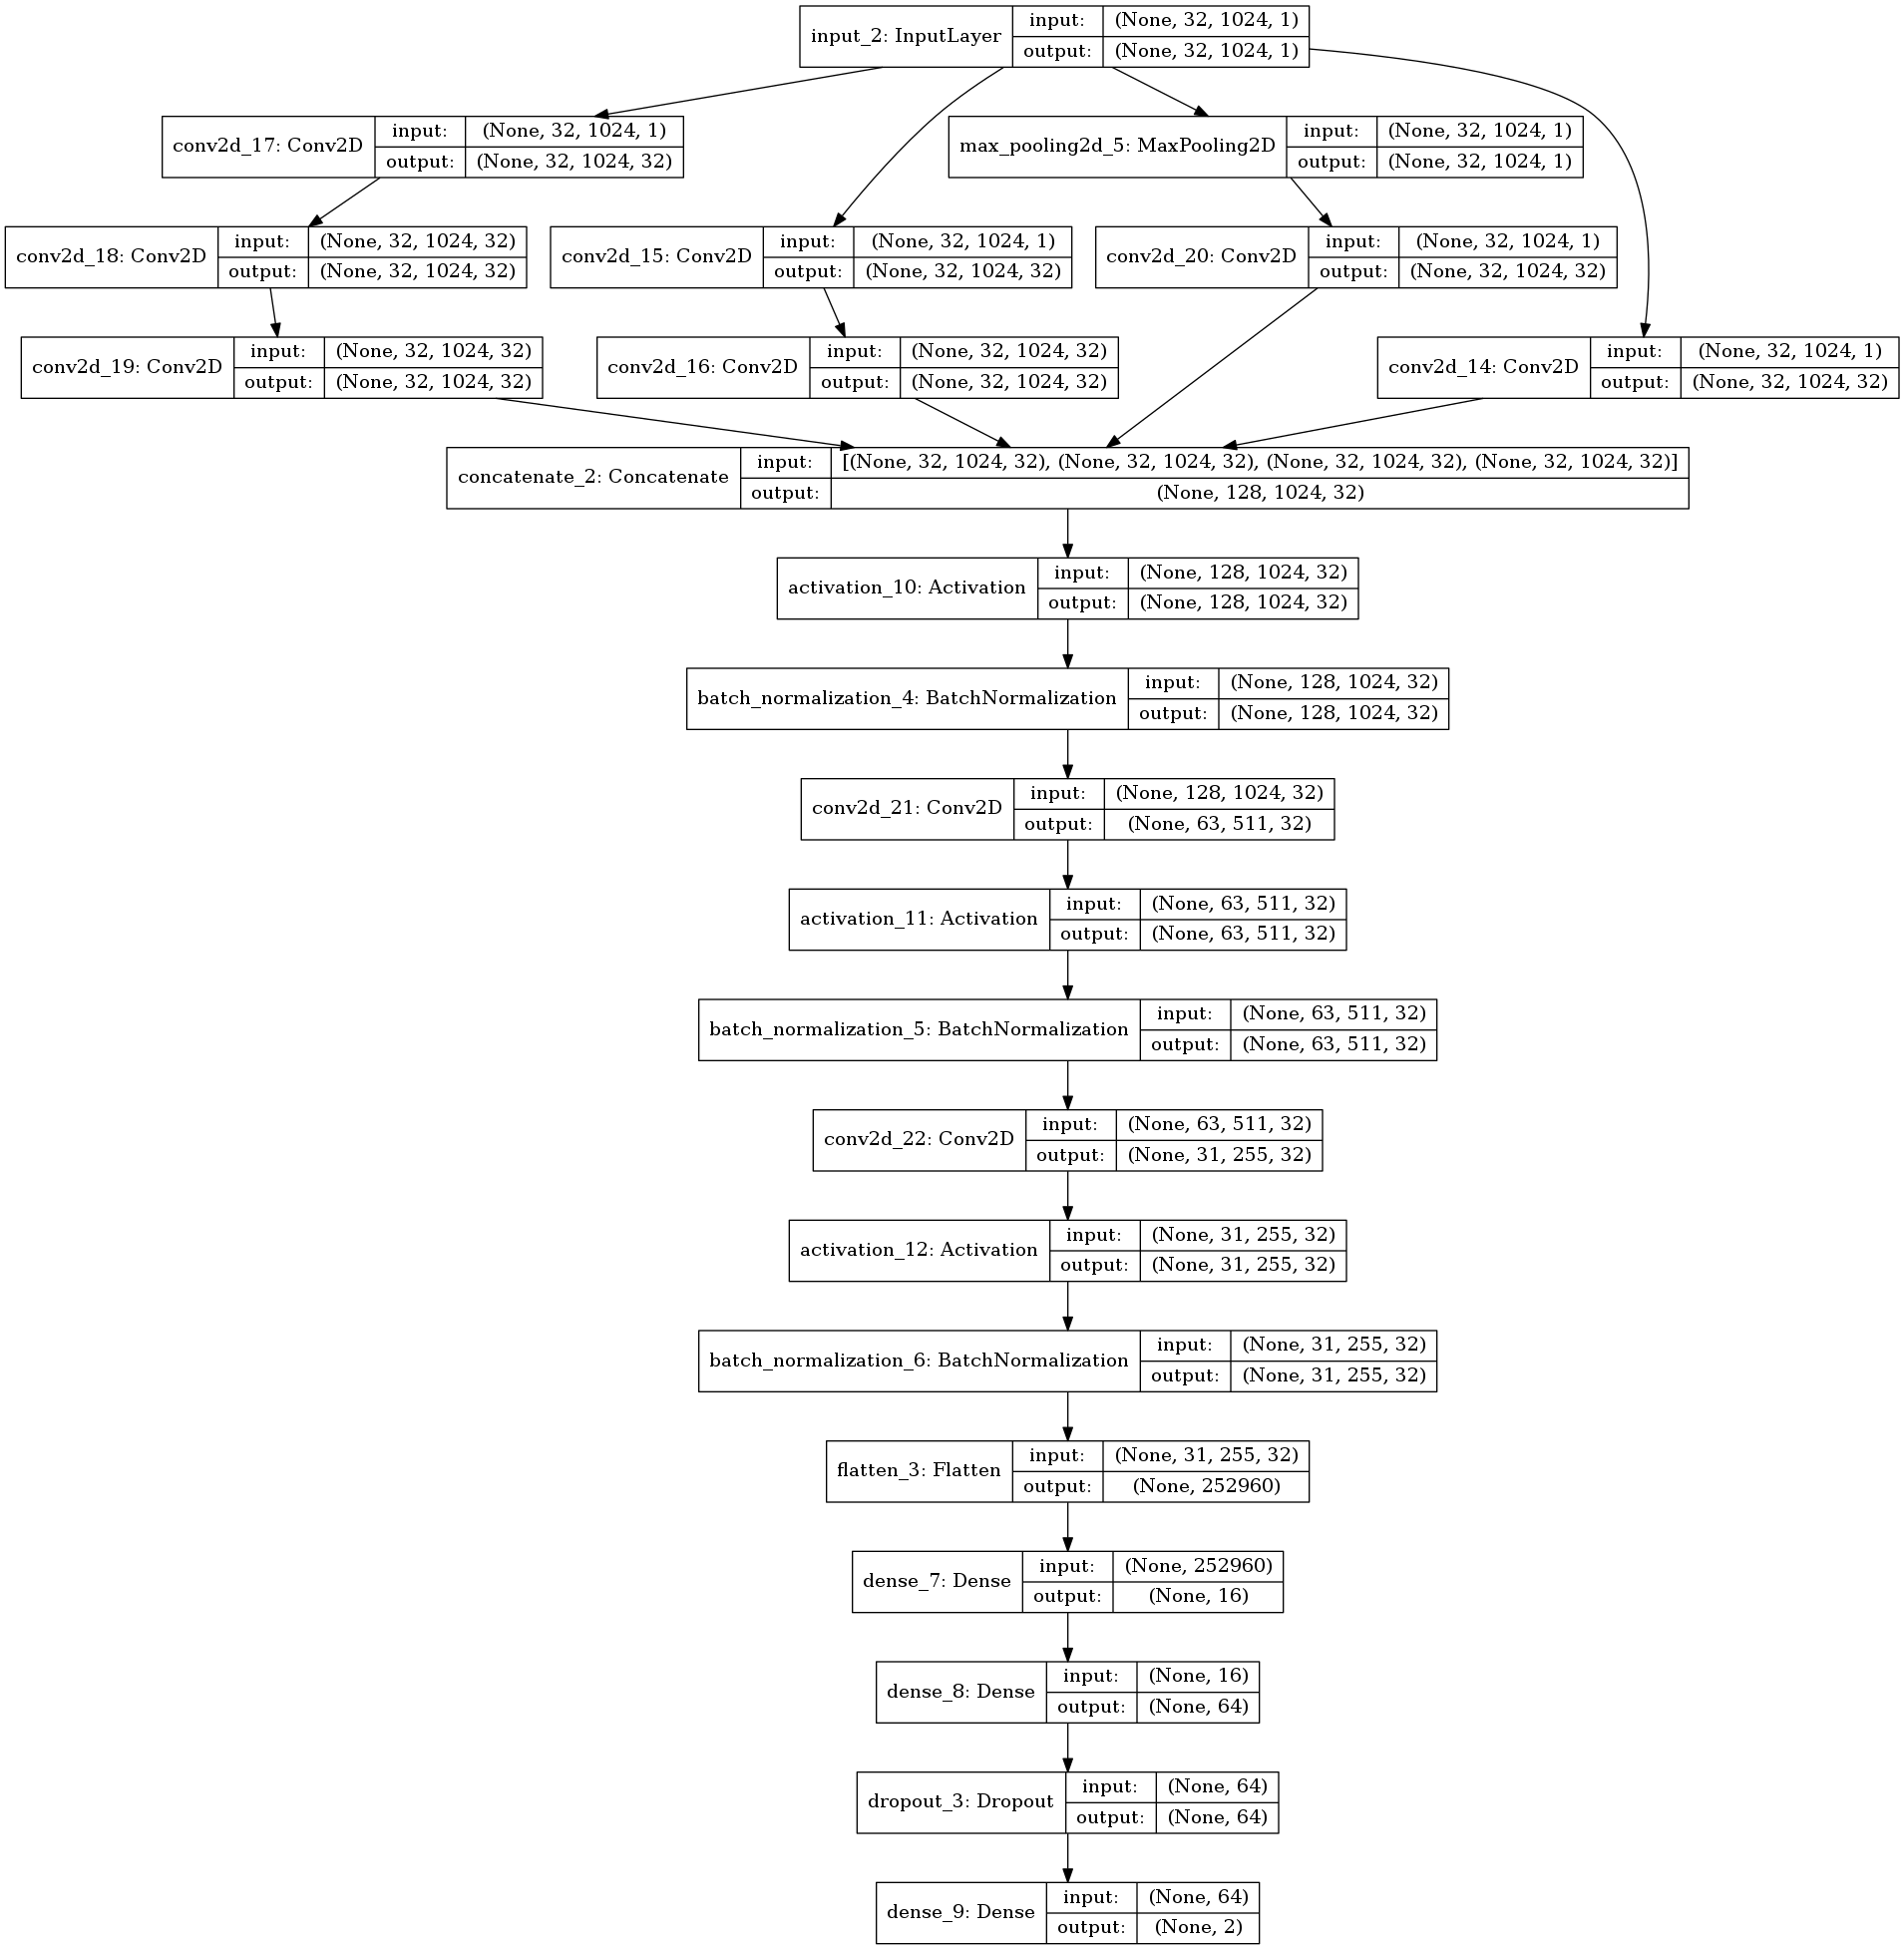 input_2: InputLayer
input: (None, 32, 1024, 1)
output: (None, 32, 1024, 1)
conv2d_17: Conv2D
input: (None, 32, 1024, 1)
output: (None, 32, 1024, 32)
max_pooling2d_5: MaxPooling2D
input: (None, 32, 1024, 1)
output: (None, 32, 1024, 1)
conv2d_18: Conv2D
input: (None, 32, 1024, 32)
output: (None, 32, 1024, 32)
conv2d_15: Conv2D
input: (None, 32, 1024, 1)
output: (None, 32, 1024, 32)
conv2d_20: Conv2D
input: (None, 32, 1024, 1)
output: (None, 32, 1024, 32)
conv2d_19: Conv2D
input: (None, 32, 1024, 32)
output: (None, 32, 1024, 32)
conv2d_16: Conv2D
input: (None, 32, 1024, 32)
output: (None, 32, 1024, 32)
conv2d_14: Conv2D
input: (None, 32, 1024, 1)
output: (None, 32, 1024, 32)
concatenate_2: Concatenate
input: [(None, 32, 1024, 32), (None, 32, 1024, 32), (None, 32, 1024, 32), (None, 32, 1024, 32)]
output: (None, 128, 1024, 32)
activation_10: Activation
input: (None, 128, 1024, 32)
output: (None, 128, 1024, 32)
batch_normalization_4: BatchNormalization
input: (None, 128, 1024, 32)
output: (None, 128, 1024, 32)
conv2d_21: Conv2D
input: (None, 128, 1024, 32)
output: (None, 63, 511, 32)
activation_11: Activation
input: (None, 63, 511, 32)
output: (None, 63, 511, 32)
batch_normalization_5: BatchNormalization
input: (None, 63, 511, 32)
output: (None, 63, 511, 32)
conv2d_22: Conv2D
input: (None, 63, 511, 32)
output: (None, 31, 255, 32)
activation_12: Activation
input: (None, 31, 255, 32)
output: (None, 31, 255, 32)
batch_normalization_6: BatchNormalization
input: (None, 31, 255, 32)
output: (None, 31, 255, 32)
flatten_3: Flatten
input: (None, 31, 255, 32)
output: (None, 252960)
dense_7: Dense
input: (None, 252960)
output: (None, 16)
dense_8: Dense
input: (None, 16)
output: (None, 64)
dropout_3: Dropout
input: (None, 64)
output: (None, 64)
dense_9: Dense
input: (None, 64)
output: (None, 2)